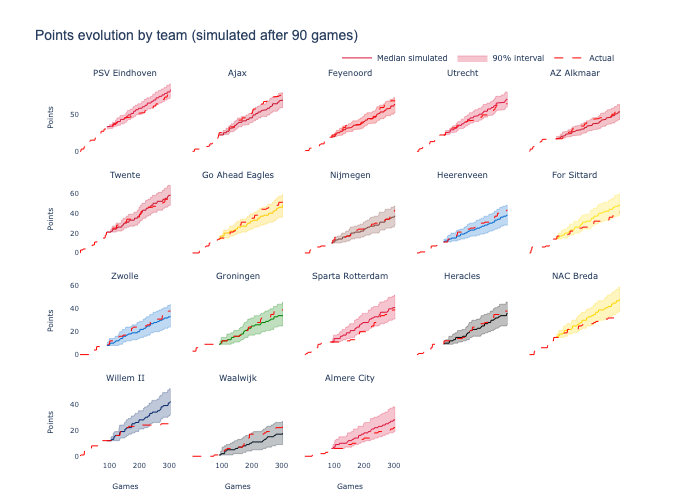 Points evolution by team (simulated after 90 games)
Median simulated 90% interval Actual
PSV Eindhoven Ajax Feyenoord Utrecht AZ Alkmaar
Points
50
0
Twente Go Ahead Eagles Nijmegen Heerenveen For Sittard
Points
60
40
20
0
Zwolle Groningen Sparta Rotterdam Heracles NAC Breda
Points
60
40
20
0
Willem II Waalwijk Almere City
Points
40
20
0
100 200 300 100 200 300 100 200 300
Games Games